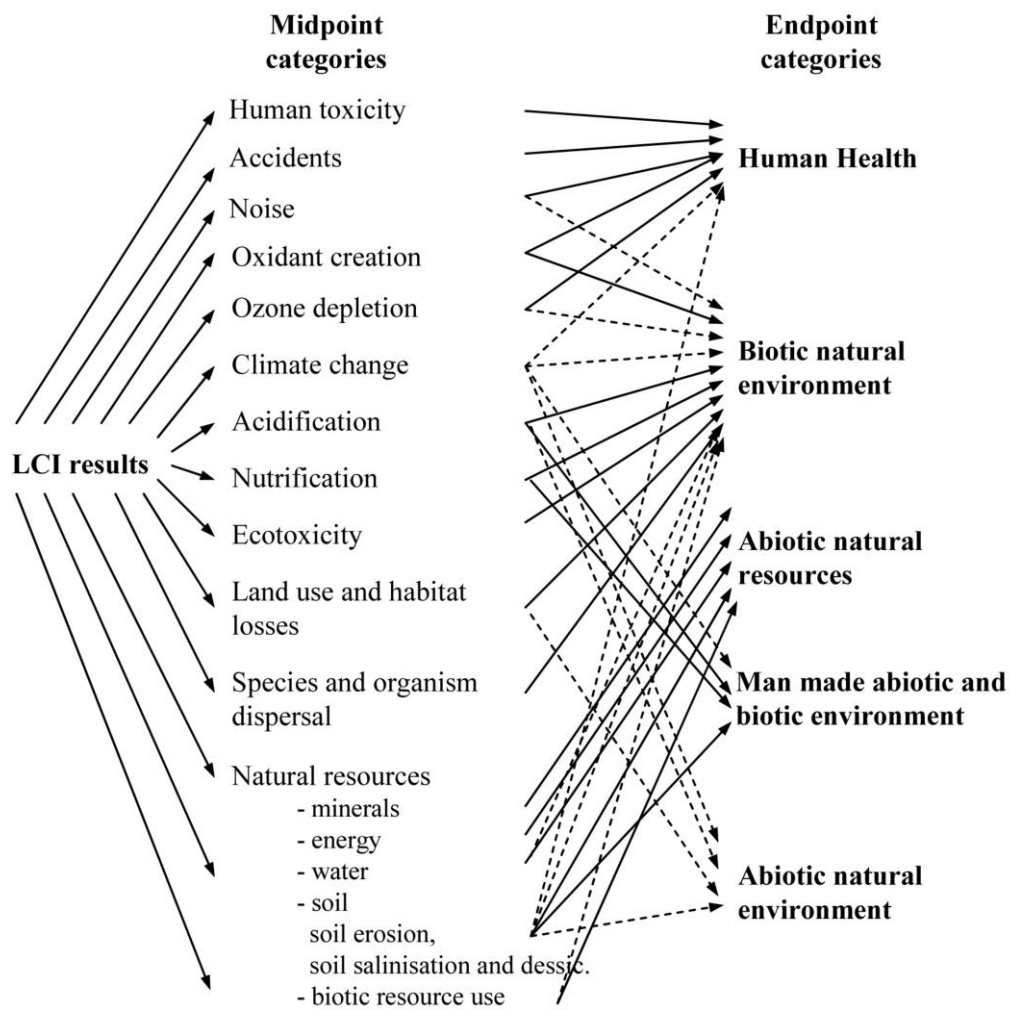 Midpoint
categories
Endpoint
categories
Human toxicity
Accidents
Noise
Oxidant creation
Ozone depletion
Climate change
Acidification
LCI results
Nutrification
Ecotoxicity
Land use and habitat
losses
Species and organism
dispersal
Natural resources
- minerals
- energy
- water
- soil
soil erosion,
soil salinisation and dessic.
- biotic resource use
Human Health
Biotic natural
environment
Abiotic natural
resources
Man made abiotic and
biotic environment
Abiotic natural
environment